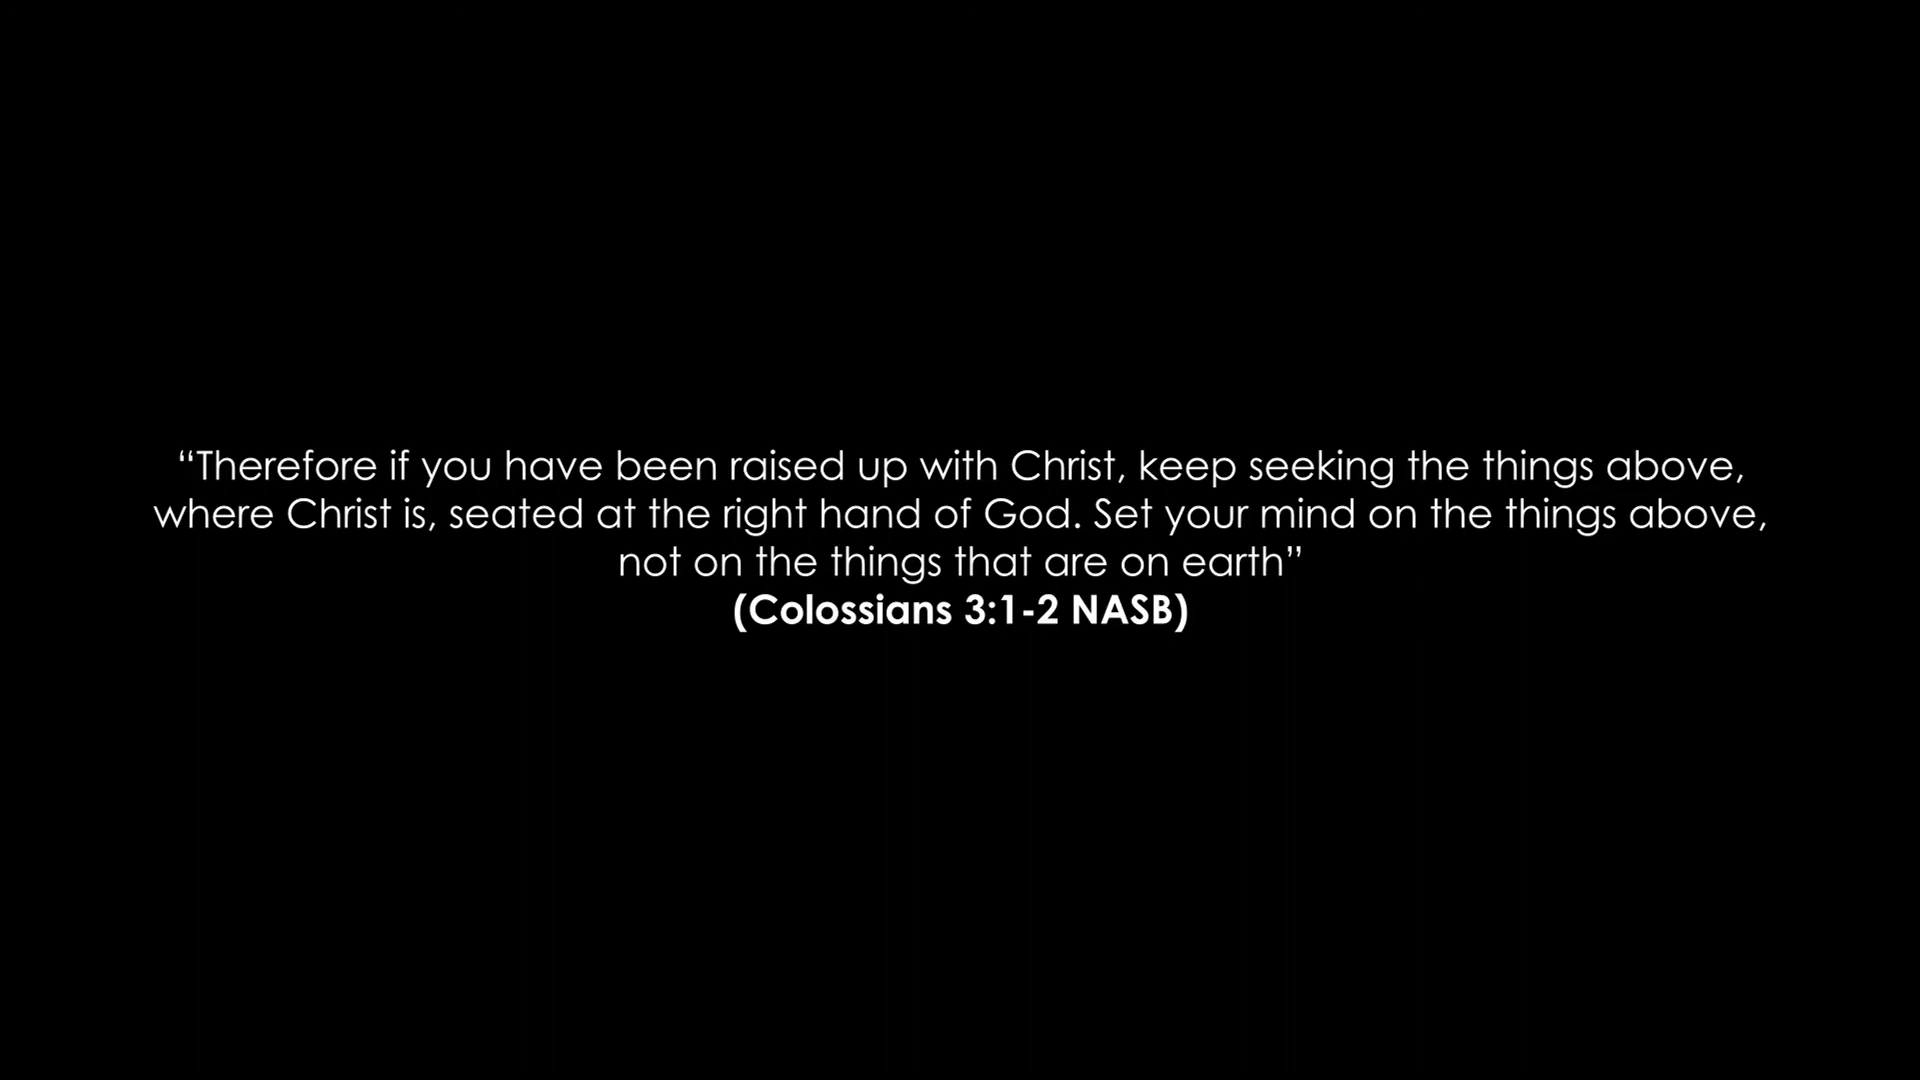 “Therefore if you have been raised up with Christ, keep seeking the things above,
where Christ is, seated at the right hand of God. Set your mind on the things above,
not on the things that are on earth”
(Colossians 3:1-2 NASB)